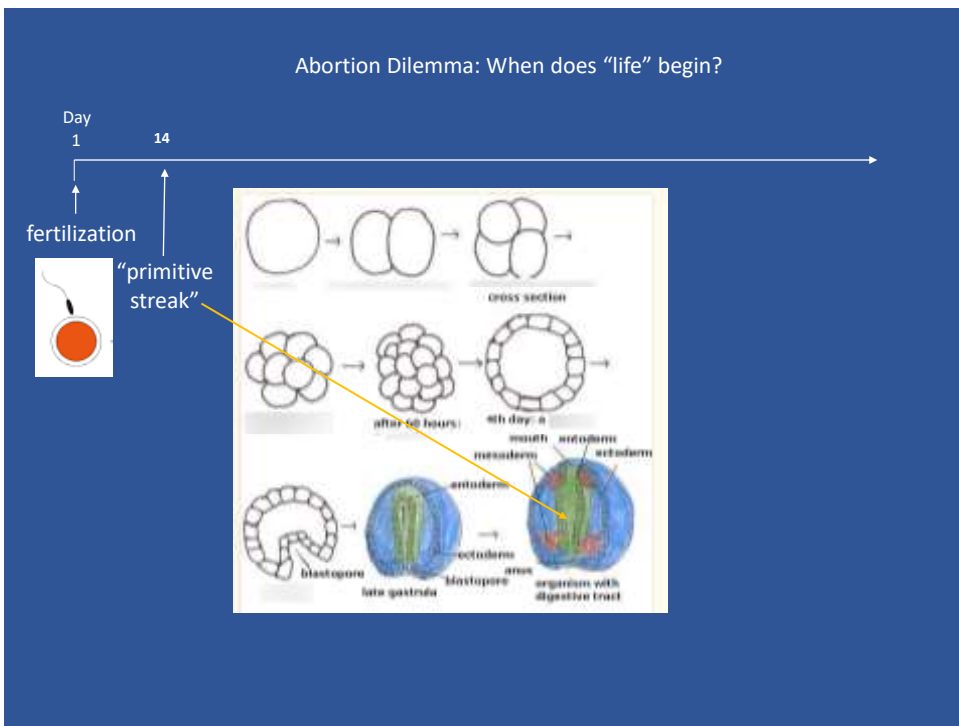 Abortion Dilemma: When does “life” begin?
Day
1
14
fertilization
“primitive
streak”
cross section
after 60 hours:
4th day: a
mouth entoderm
mesoderm
ectoderm
entoderm
ectoderm
blastopore
blastopore
late gastrula
anus
organism with
digestive tract